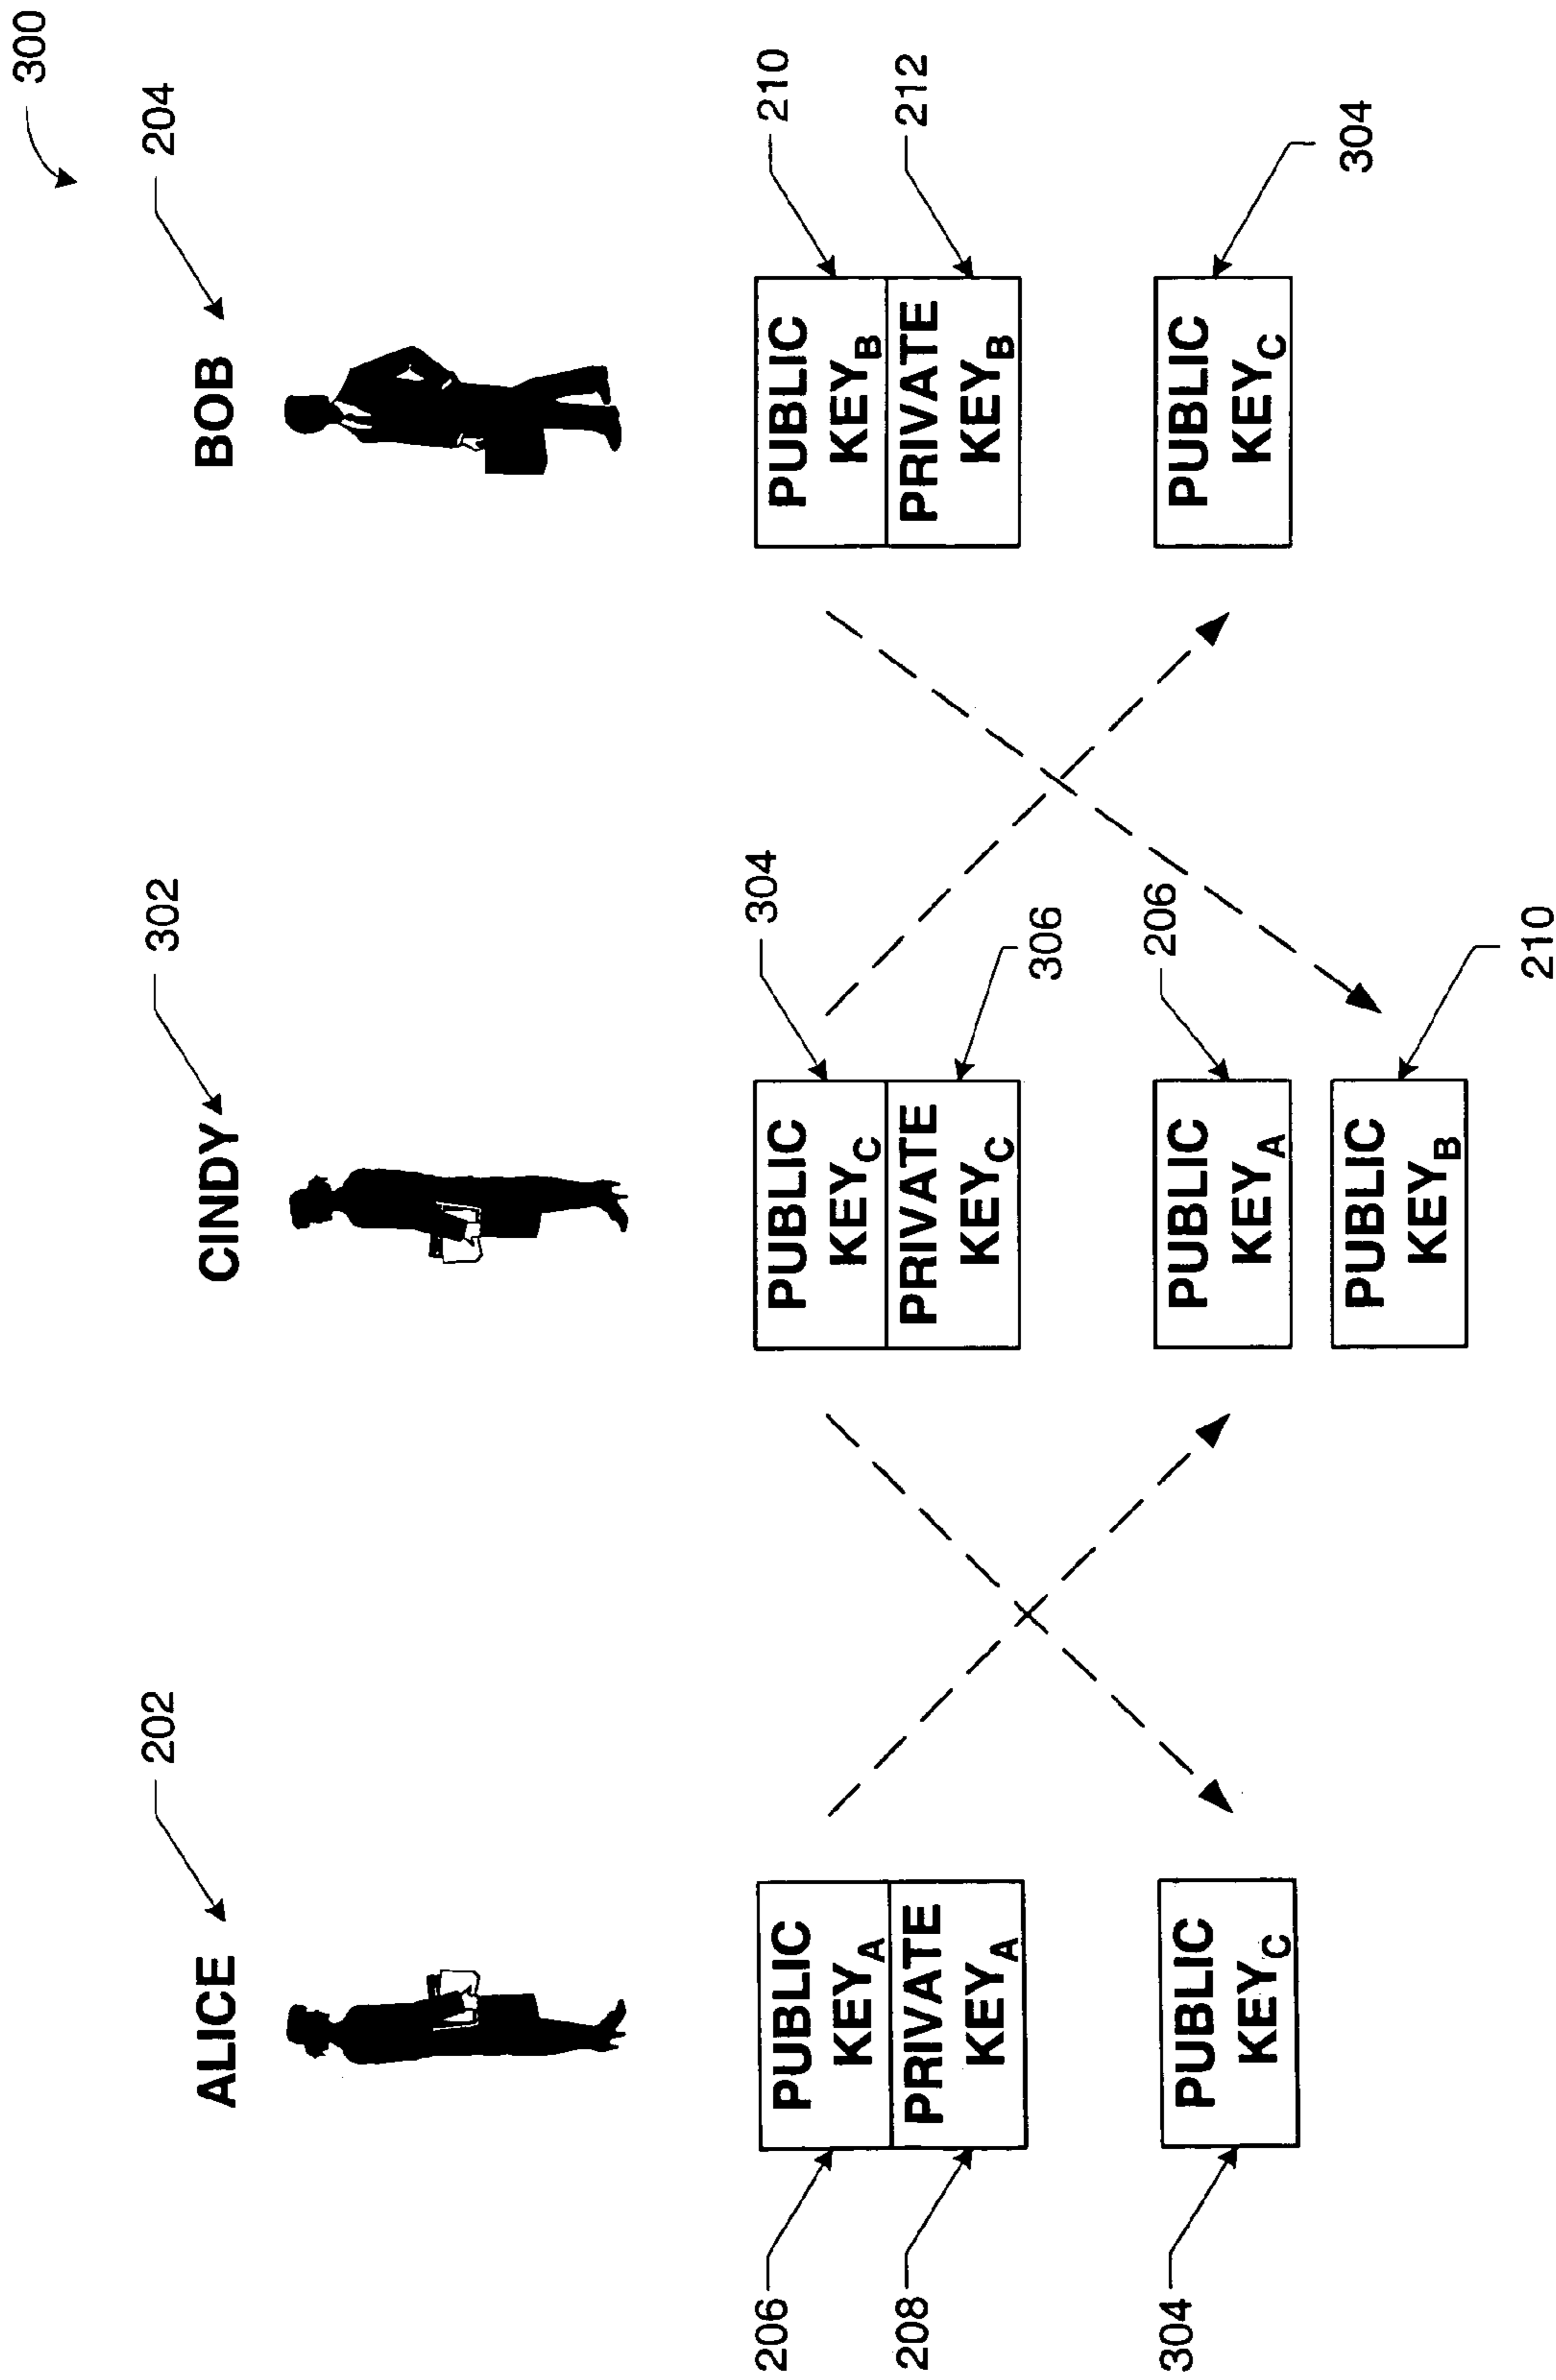 300
202
302
204
ALICE
CINDY
BOB
206
PUBLIC
KEYA
208
PRIVATE
KEYA
304
PUBLIC
KEYC
306
PRIVATE
KEYC
210
PUBLIC
KEYB
212
PRIVATE
KEYB
304
PUBLIC
KEYC
206
PUBLIC
KEYA
210
PUBLIC
KEYB
304
PUBLIC
KEYC